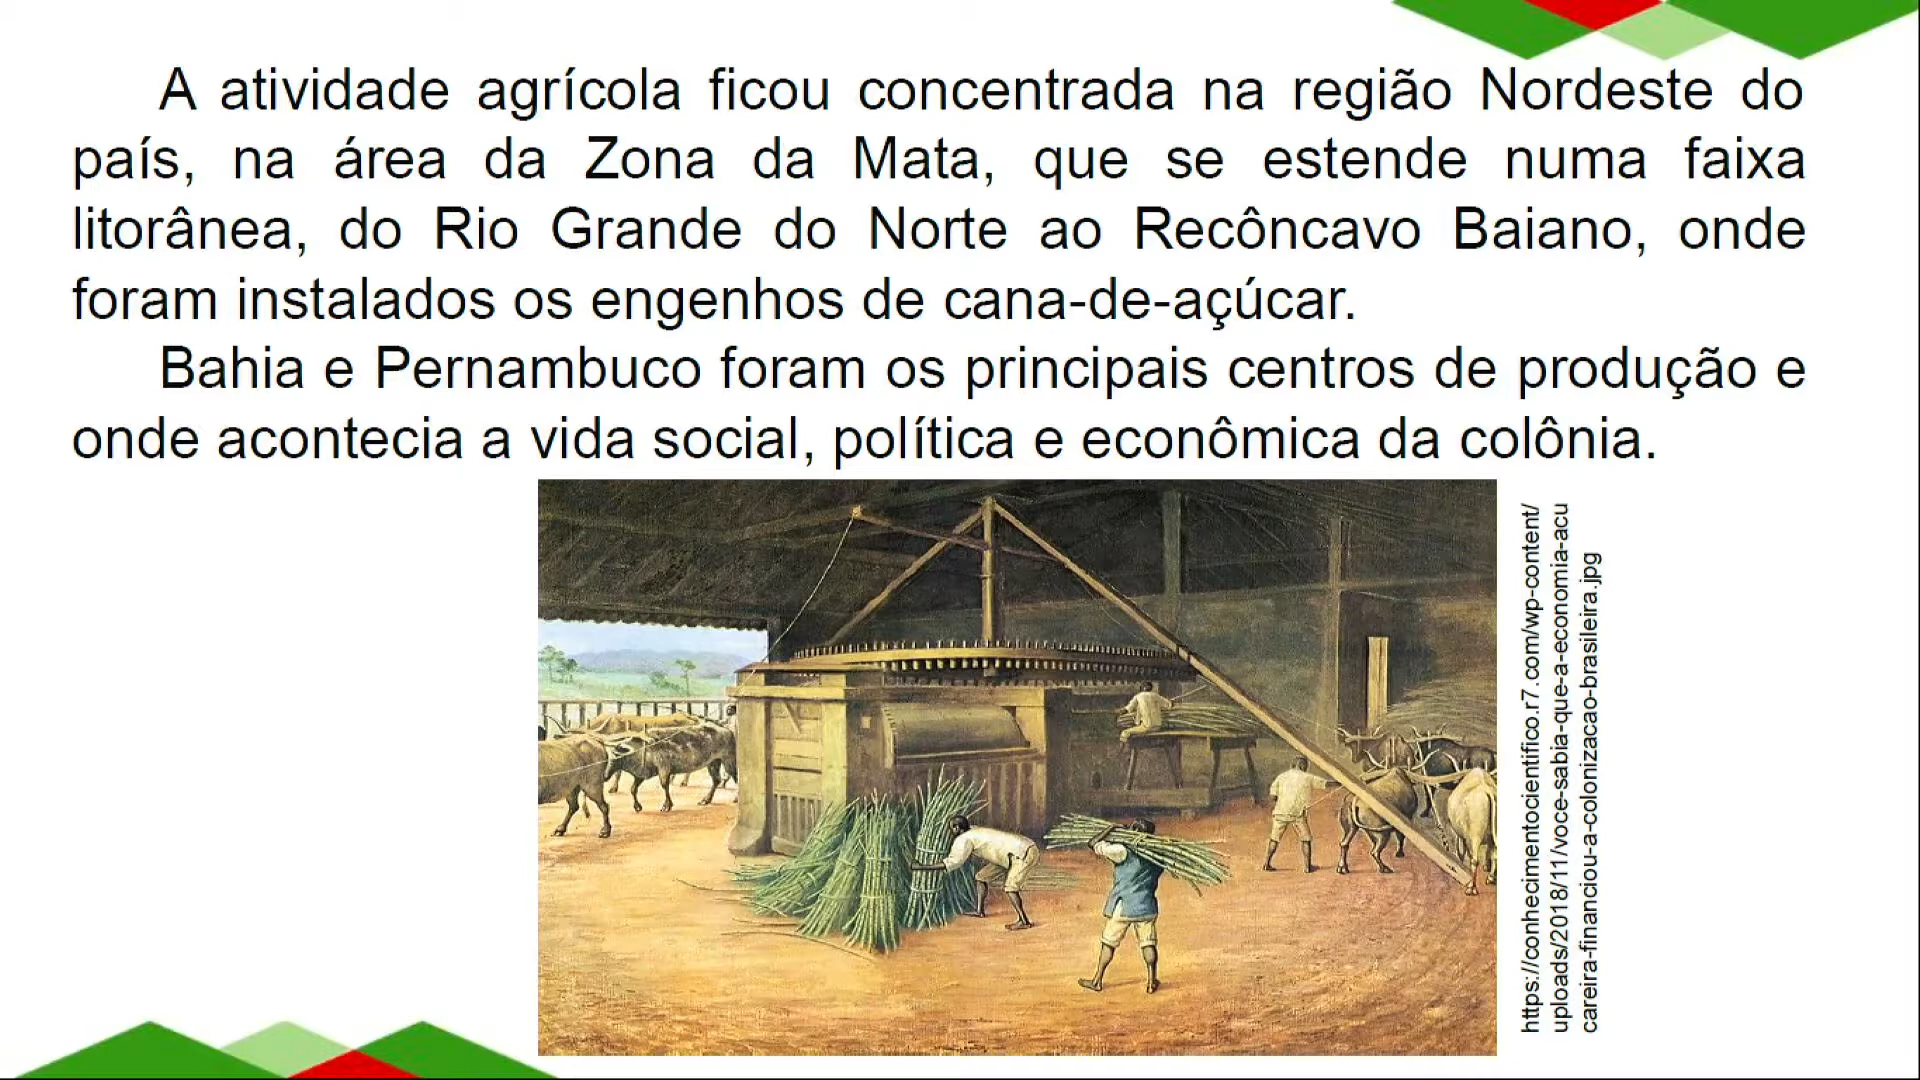 A atividade agrícola ficou concentrada na região Nordeste do
país, na área da Zona da Mata, que se estende numa faixa
litorânea, do Rio Grande do Norte ao Recôncavo Baiano, onde
foram instalados os engenhos de cana-de-açúcar.
Bahia e Pernambuco foram os principais centros de produção e
onde acontecia a vida social, política e econômica da colônia.
https://conhecimentocientifico.r7.com/wp-content/
uploads/2018/11/voce-sabia-que-a-economia-acu
careira-financiou-a-colonizacao-brasileira.jpg